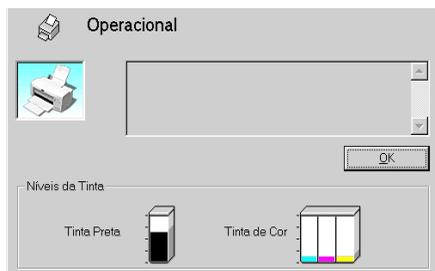 Operacional
OK
Níveis da Tinta
Tinta Preta
Tinta de Cor